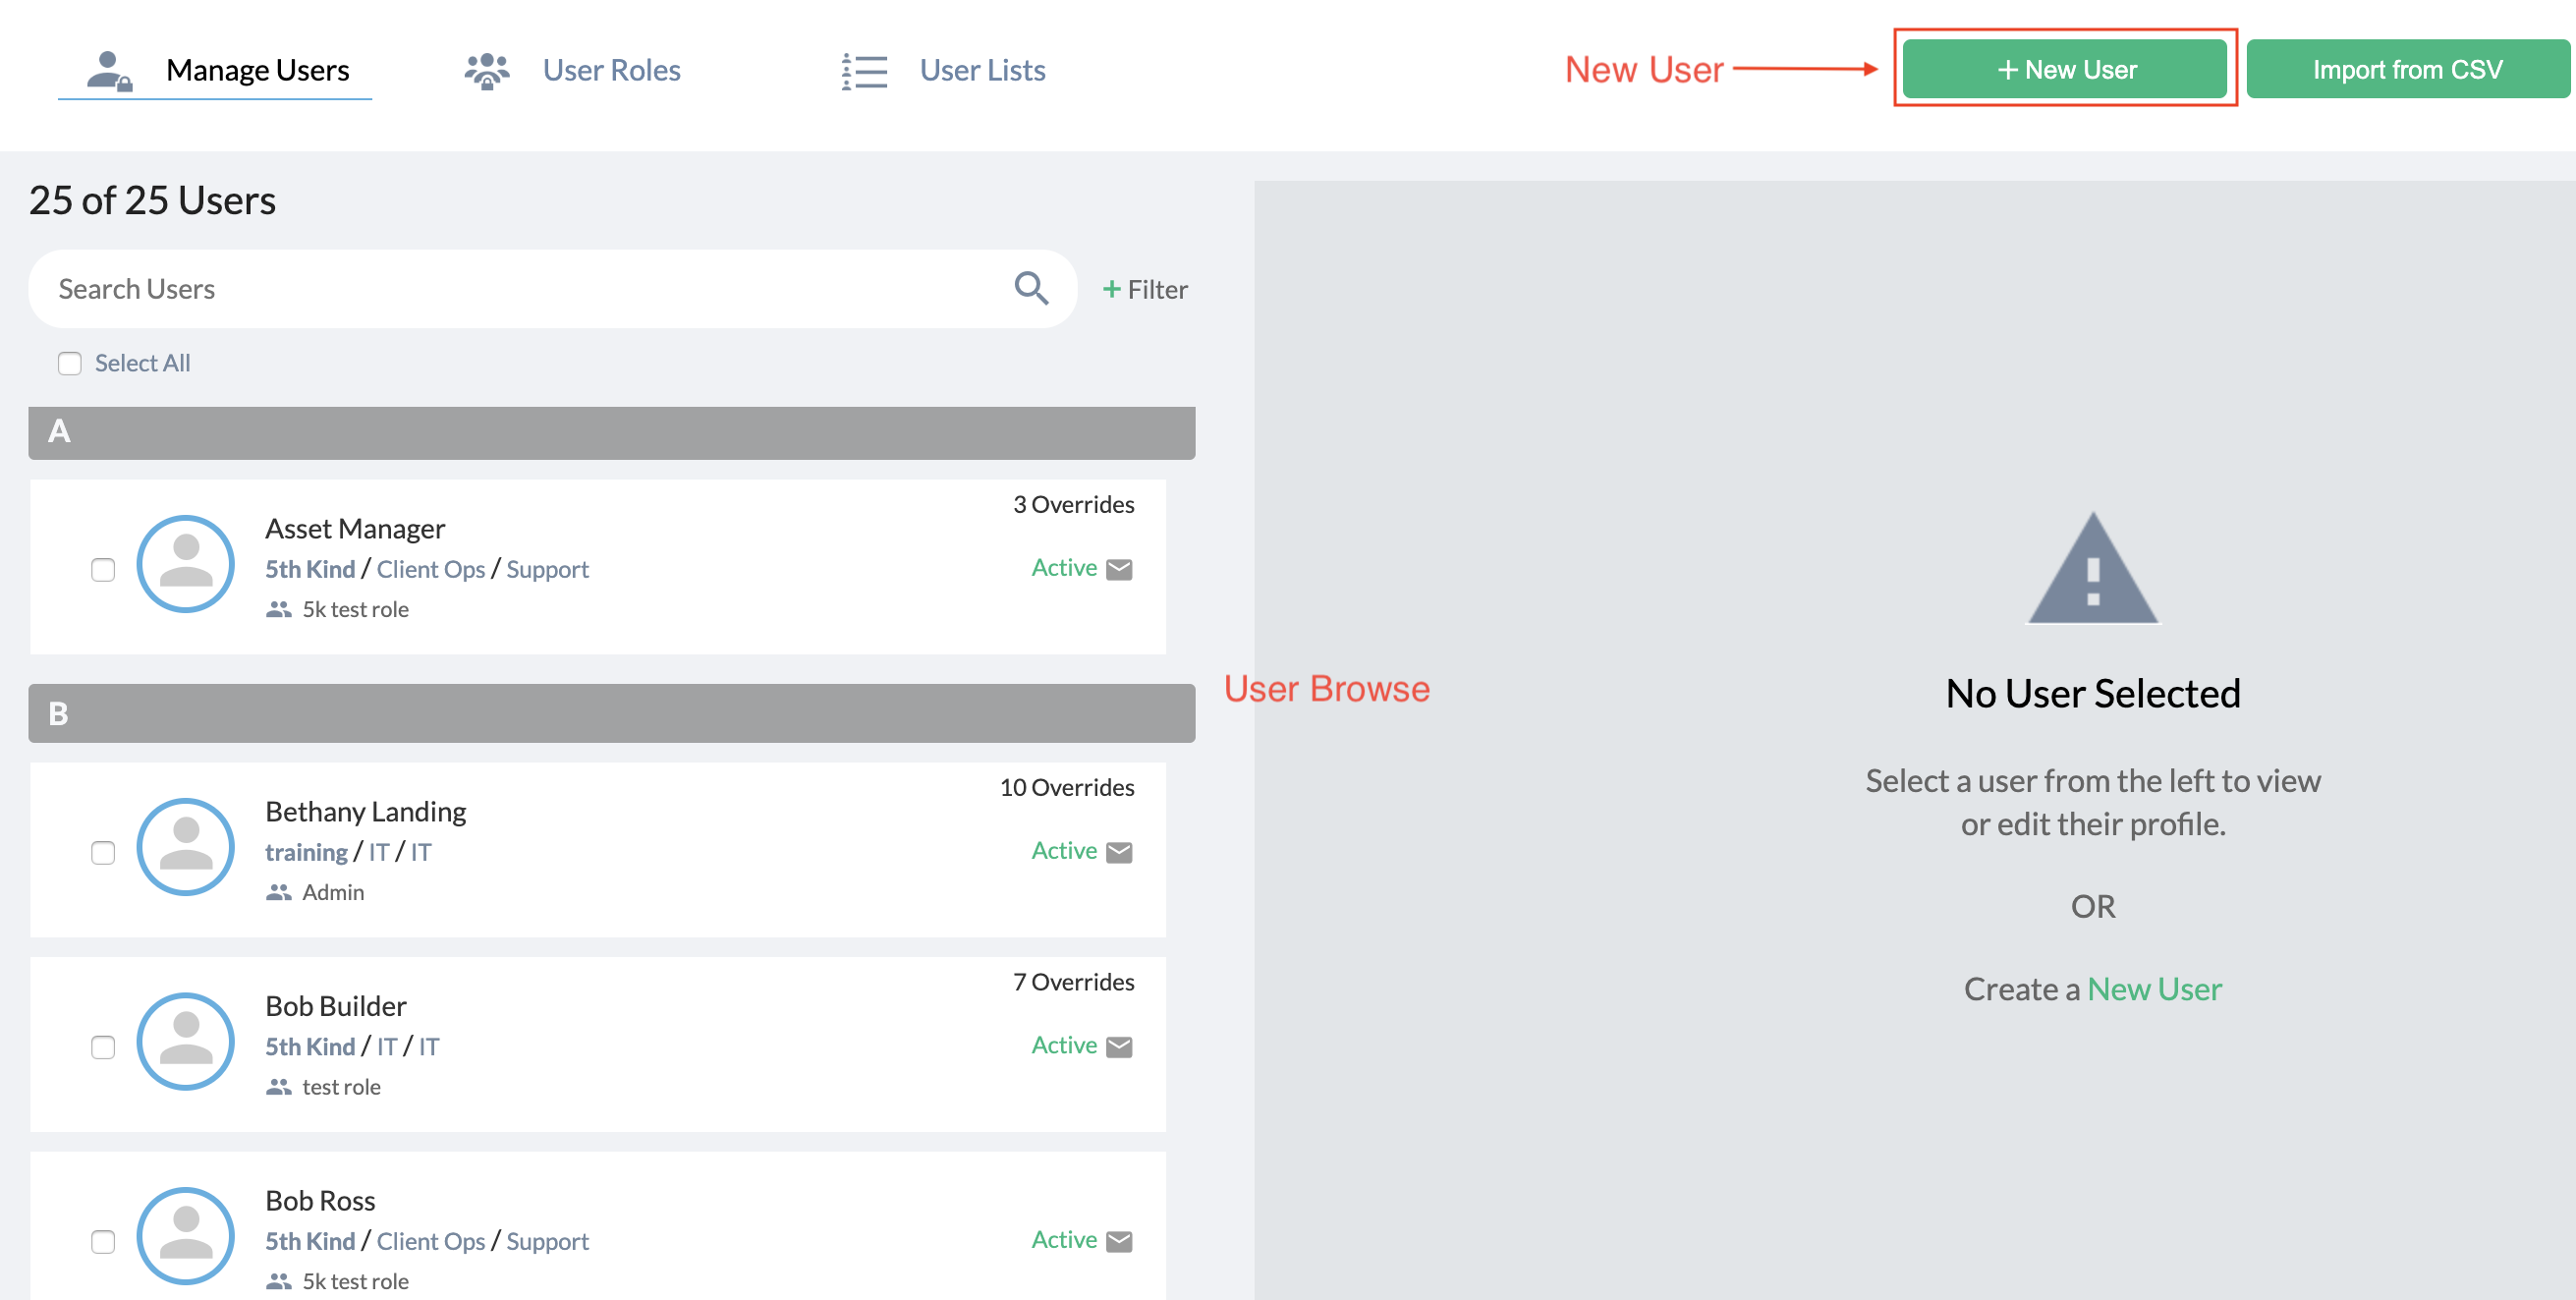 Manage Users
User Roles
User Lists
New User
+ New User
Import from CSV
25 of 25 Users
Search Users
+ Filter
Select All
A
Asset Manager
3 Overrides
5th Kind / Client Ops / Support
Active
5k test role
B
Bethany Landing
10 Overrides
training / IT / IT
Active
Admin
Bob Builder
7 Overrides
5th Kind / IT / IT
Active
test role
Bob Ross
5th Kind / Client Ops / Support
Active
5k test role
User Browse
No User Selected
Select a user from the left to view
or edit their profile.
OR
Create a New User